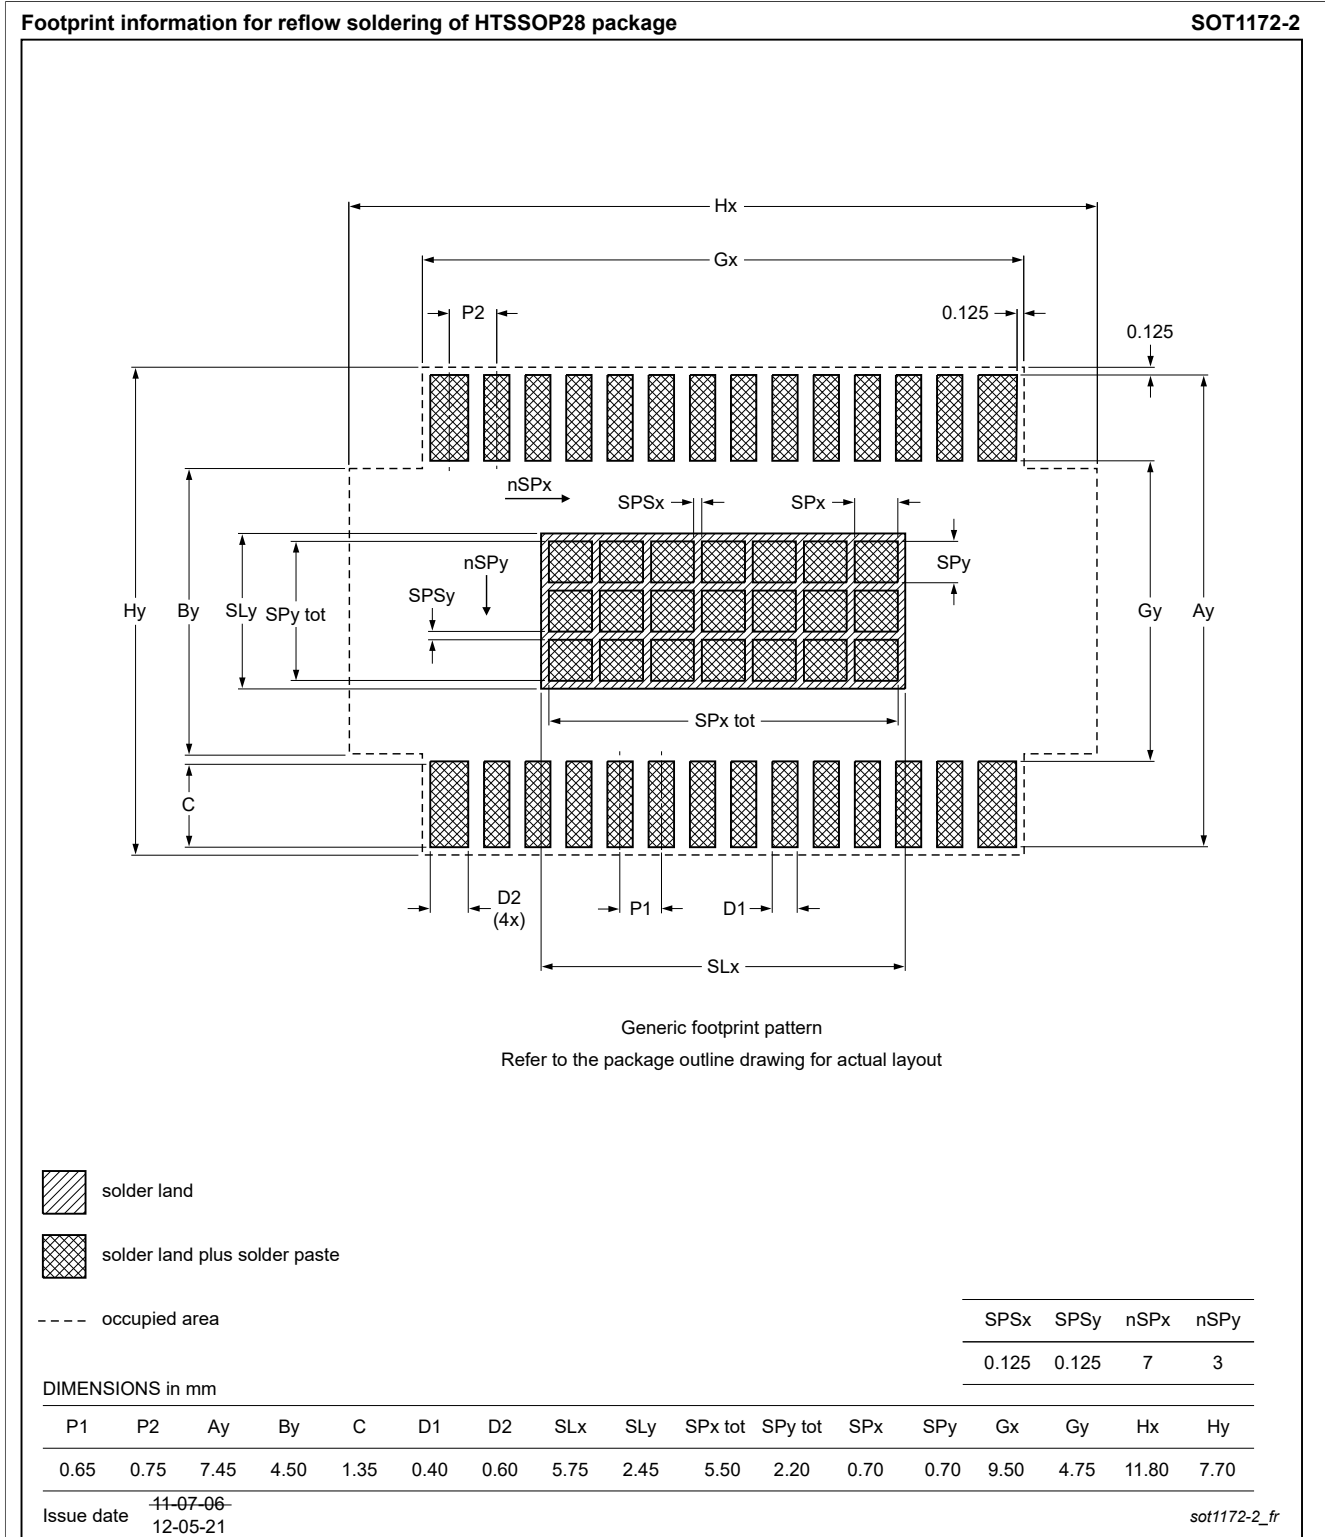 Footprint information for reflow soldering of HTSSOP28 package SOT1172-2
Hx
Gx
P2 0.125
0.125
nSPx
SPSx SPx
nSPy SPy
SPSy
Hy By SLy SPy tot Gy Ay
SPx tot
C
D2
(4x)
P1 D1
SLx
Generic footprint pattern
Refer to the package outline drawing for actual layout
solder land
solder land plus solder paste
occupied area
SPSx SPSy nSPx nSPy
0.125 0.125 7 3
DIMENSIONS in mm
P1 P2 Ay By C D1 D2 SLx SLy SPx tot SPy tot SPx SPy Gx Gy Hx Hy
0.65 0.75 7.45 4.50 1.35 0.40 0.60 5.75 2.45 5.50 2.20 0.70 0.70 9.50 4.75 11.80 7.70
Issue date 11-07-06
12-05-21
sot1172-2_fr